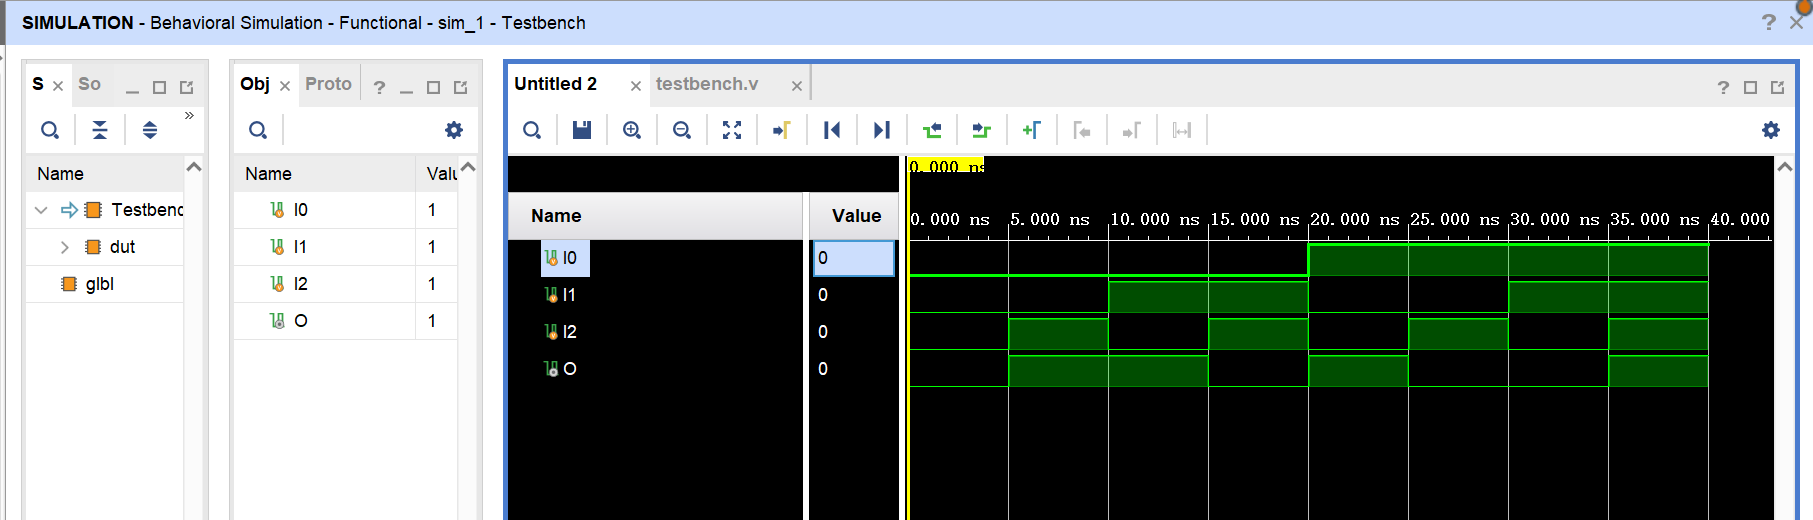 SIMULATION - Behavioral Simulation - Functional - sim_1 - Testbench
? ×
S × So
Obj × Proto ?
Untitled 2 × testbench.v × ?
»
Name
Name Valu
0.000 ns
Name Value
0.000 ns 5.000 ns 10.000 ns 15.000 ns 20.000 ns 25.000 ns 30.000 ns 35.000 ns 40.000
Testbenc
dut
glbl
I0 1
I1 1
I2 1
O 1
I0 0
I1 0
I2 0
O 0